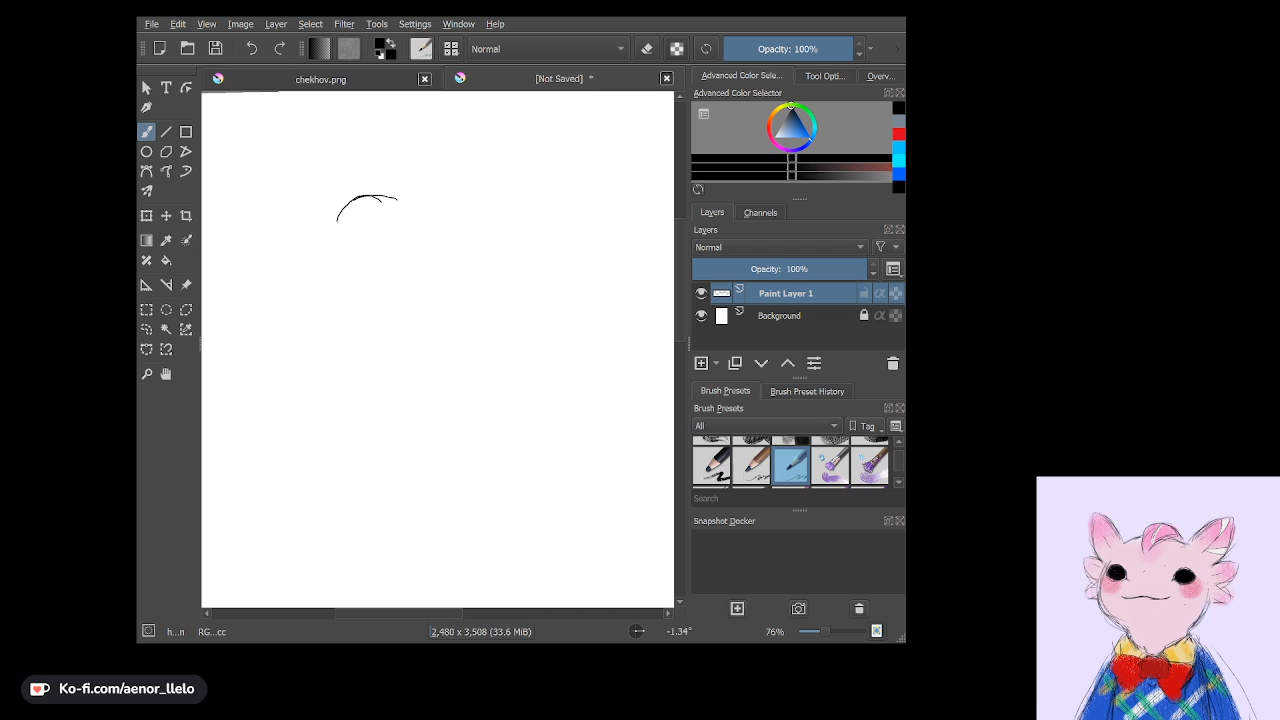 File Edit View Image Layer Select Filter Tools Settings Window Help
Normal
Opacity: 100%
chekhov.png
[Not Saved] *
Advanced Color Sele...
Tool Opti...
Overv...
Advanced Color Selector
Layers
Channels
Layers
Normal
Opacity: 100%
Paint Layer 1
Background
Brush Presets
Brush Preset History
Brush Presets
All
Tag
Search
Snapshot Docker
h...n
RG...cc
2,480 x 3,508 (33.6 MiB)
-1.34°
76%
Ko-fi.com/aenor_llelo